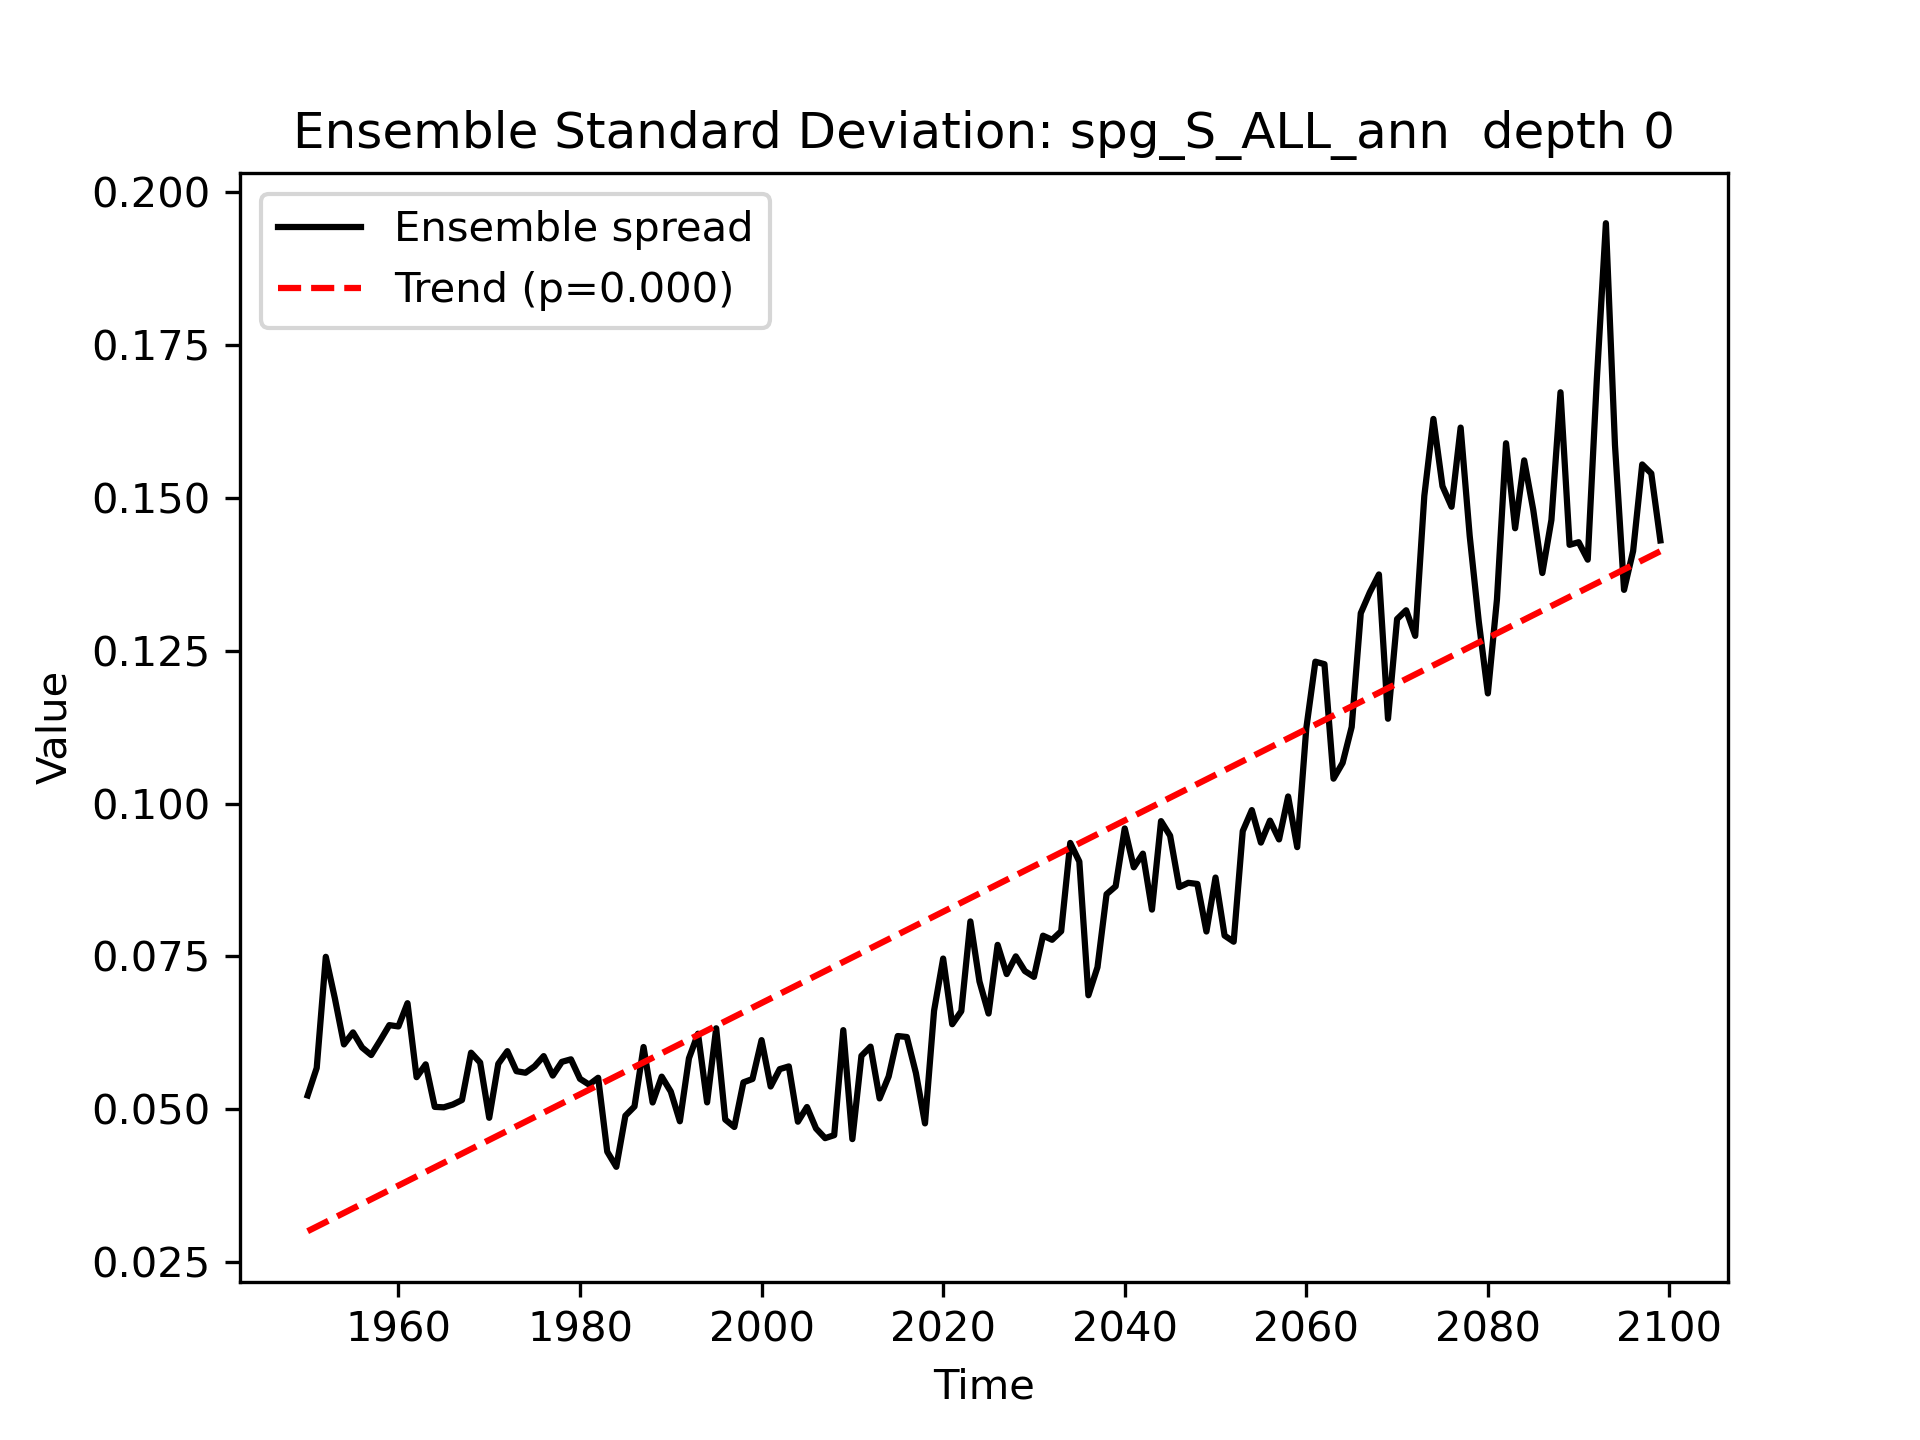 Ensemble Standard Deviation: spg_S_ALL_ann  depth 0
Ensemble spread
Trend (p=0.000)
0.200
0.175
0.150
0.125
0.100
0.075
0.050
0.025
Value
1960 1980 2000 2020 2040 2060 2080 2100
Time